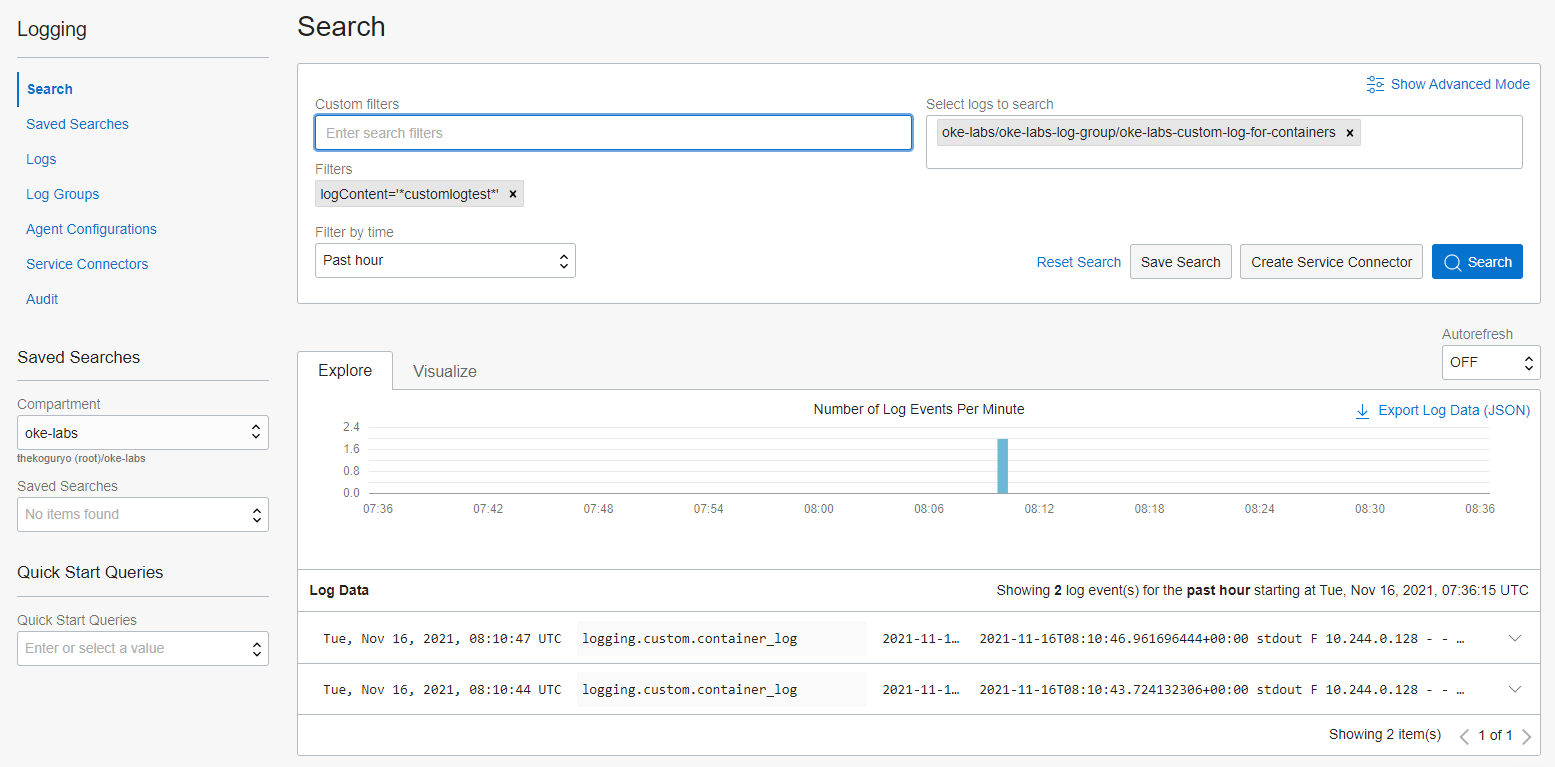 Logging
Search
Saved Searches
Logs
Log Groups
Agent Configurations
Service Connectors
Audit
Saved Searches
Compartment
oke-labs
thekoguryo (root)/oke-labs
Saved Searches
No items found
Quick Start Queries
Quick Start Queries
Enter or select a value
Search
Show Advanced Mode
Custom filters
Enter search filters
Select logs to search
oke-labs/oke-labs-log-group/oke-labs-custom-log-for-containers ×
Filters
logContent='*customlogtest*' ×
Filter by time
Past hour
Reset Search Save Search Create Service Connector Search
Autorefresh
OFF
Explore Visualize
Number of Log Events Per Minute
Export Log Data (JSON)
2.4
1.6
0.8
0.0
07:36 07:42 07:48 07:54 08:00 08:06 08:12 08:18 08:24 08:30 08:36
Log Data Showing 2 log event(s) for the past hour starting at Tue, Nov 16, 2021, 07:36:15 UTC
Tue, Nov 16, 2021, 08:10:47 UTC logging.custom.container_log 2021-11-1… 2021-11-16T08:10:46.961696444+00:00 stdout F 10.244.0.128 - - …
Tue, Nov 16, 2021, 08:10:44 UTC logging.custom.container_log 2021-11-1… 2021-11-16T08:10:43.724132306+00:00 stdout F 10.244.0.128 - - …
Showing 2 item(s) 1 of 1